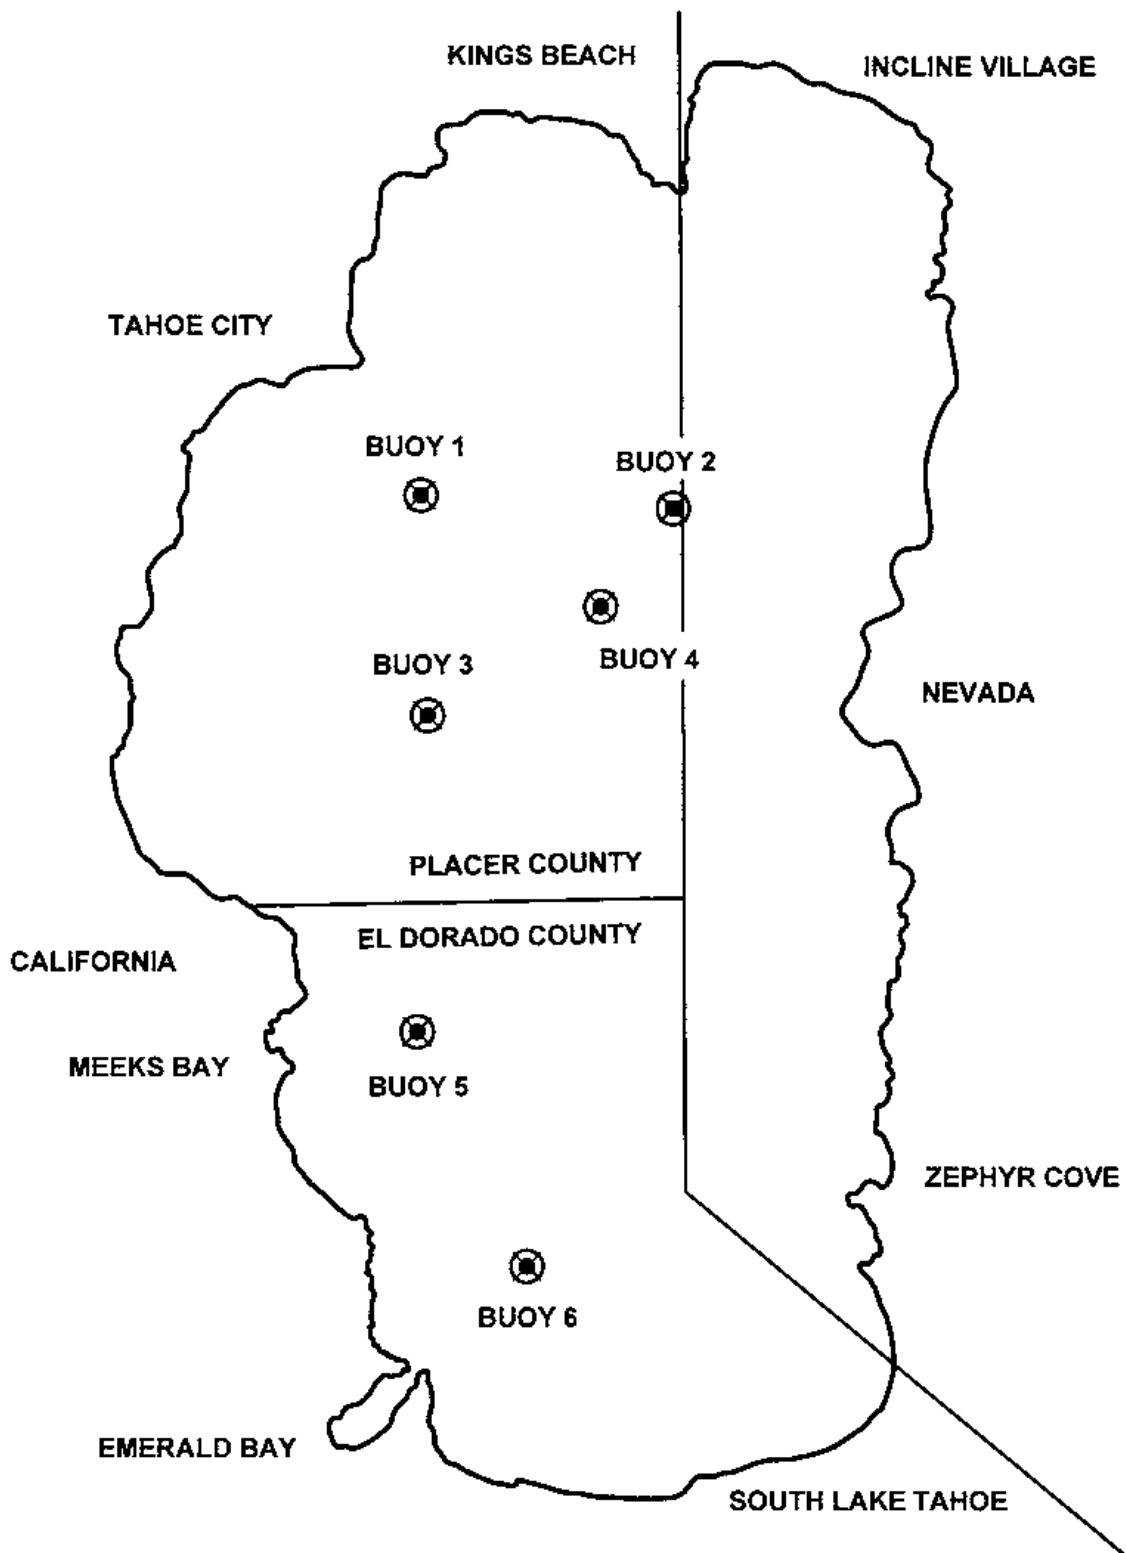 KINGS BEACH
INCLINE VILLAGE
TAHOE CITY
BUOY 1
BUOY 2
BUOY 4
BUOY 3
NEVADA
PLACER COUNTY
EL DORADO COUNTY
CALIFORNIA
MEEKS BAY
BUOY 5
ZEPHYR COVE
BUOY 6
EMERALD BAY
SOUTH LAKE TAHOE